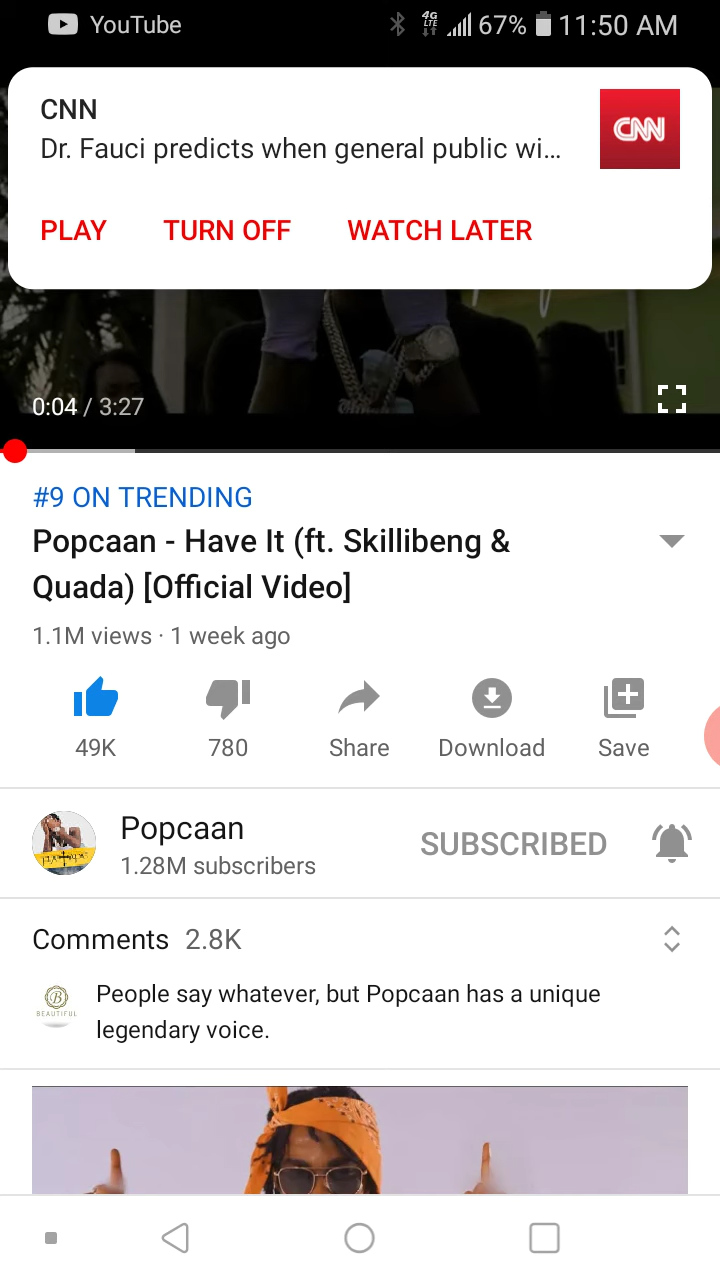 YouTube 4G LTE 67% 11:50 AM
CNN
CNN
Dr. Fauci predicts when general public wi...
PLAY TURN OFF WATCH LATER
0:04 / 3:27
#9 ON TRENDING
Popcaan - Have It (ft. Skillibeng &
Quada) [Official Video]
1.1M views · 1 week ago
49K 780 Share Download Save
Popcaan SUBSCRIBED
1.28M subscribers
Comments 2.8K
People say whatever, but Popcaan has a unique
legendary voice.
B
BEAUTIFUL